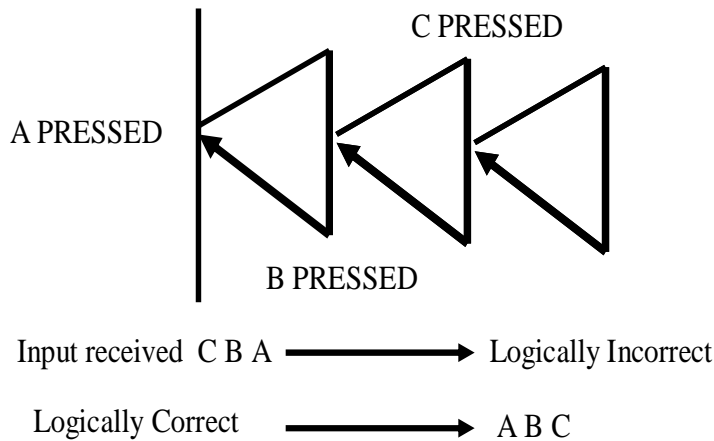 C PRESSED
A PRESSED
B PRESSED
Input received C B A Logically Incorrect
Logically Correct A B C